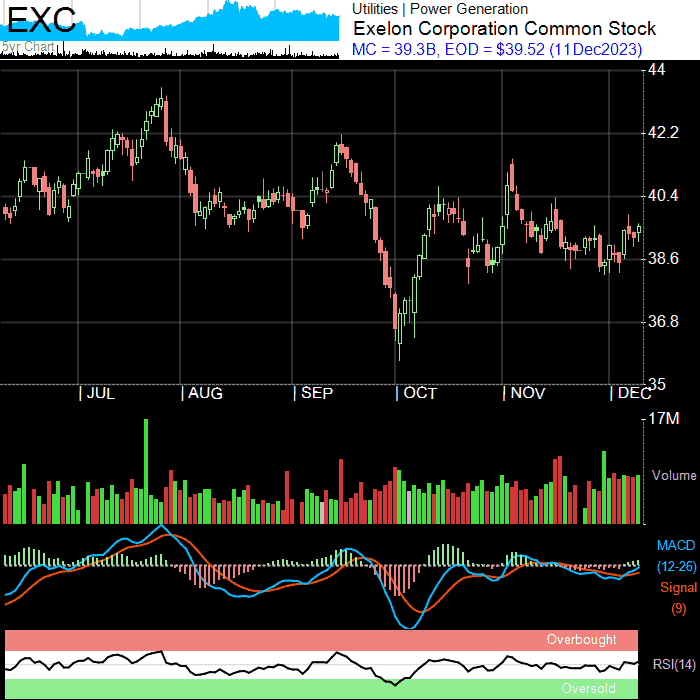 EXC
5yr Chart
Utilities | Power Generation
Exelon Corporation Common Stock
MC = 39.3B, EOD = $39.52 (11Dec2023)
44
42.2
40.4
38.6
36.8
35
| JUL | AUG | SEP | OCT | NOV | DEC
17M
Volume
MACD
(12-26)
Signal
(9)
Overbought
RSI(14)
Oversold